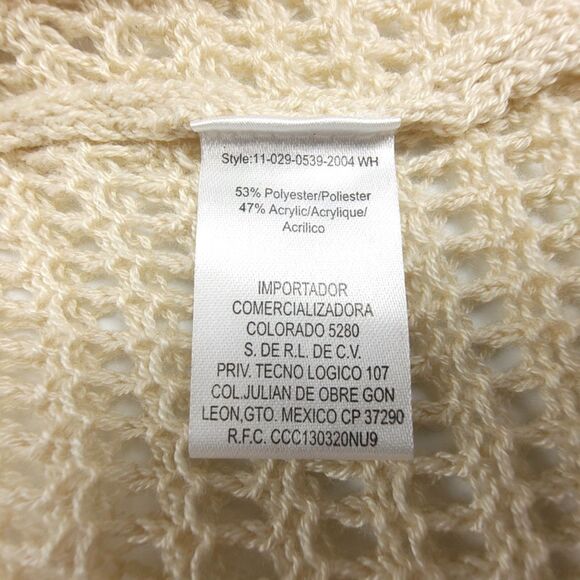 Style:11-029-0539-2004 WH
53% Polyester/Poliester
47% Acrylic/Acrylique/
Acrilico
IMPORTADOR
COMERCIALIZADORA
COLORADO 5280
S. DE R.L. DE C.V.
PRIV. TECNO LOGICO 107
COL.JULIAN DE OBRE GON
LEON,GTO. MEXICO CP 37290
R.F.C. CCC130320NU9